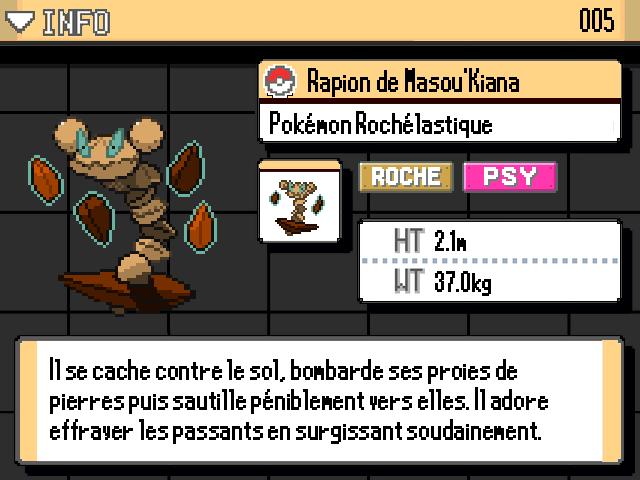 INFO
005
Rapion de Masou'Kiana
Pokémon Rochélastique
ROCHE
PSY
HT 2.1m
WT 37.0kg
Il se cache contre le sol, bombarde ses proies de
pierres puis sautille péniblement vers elles. Il adore
effrayer les passants en surgissant soudainement.